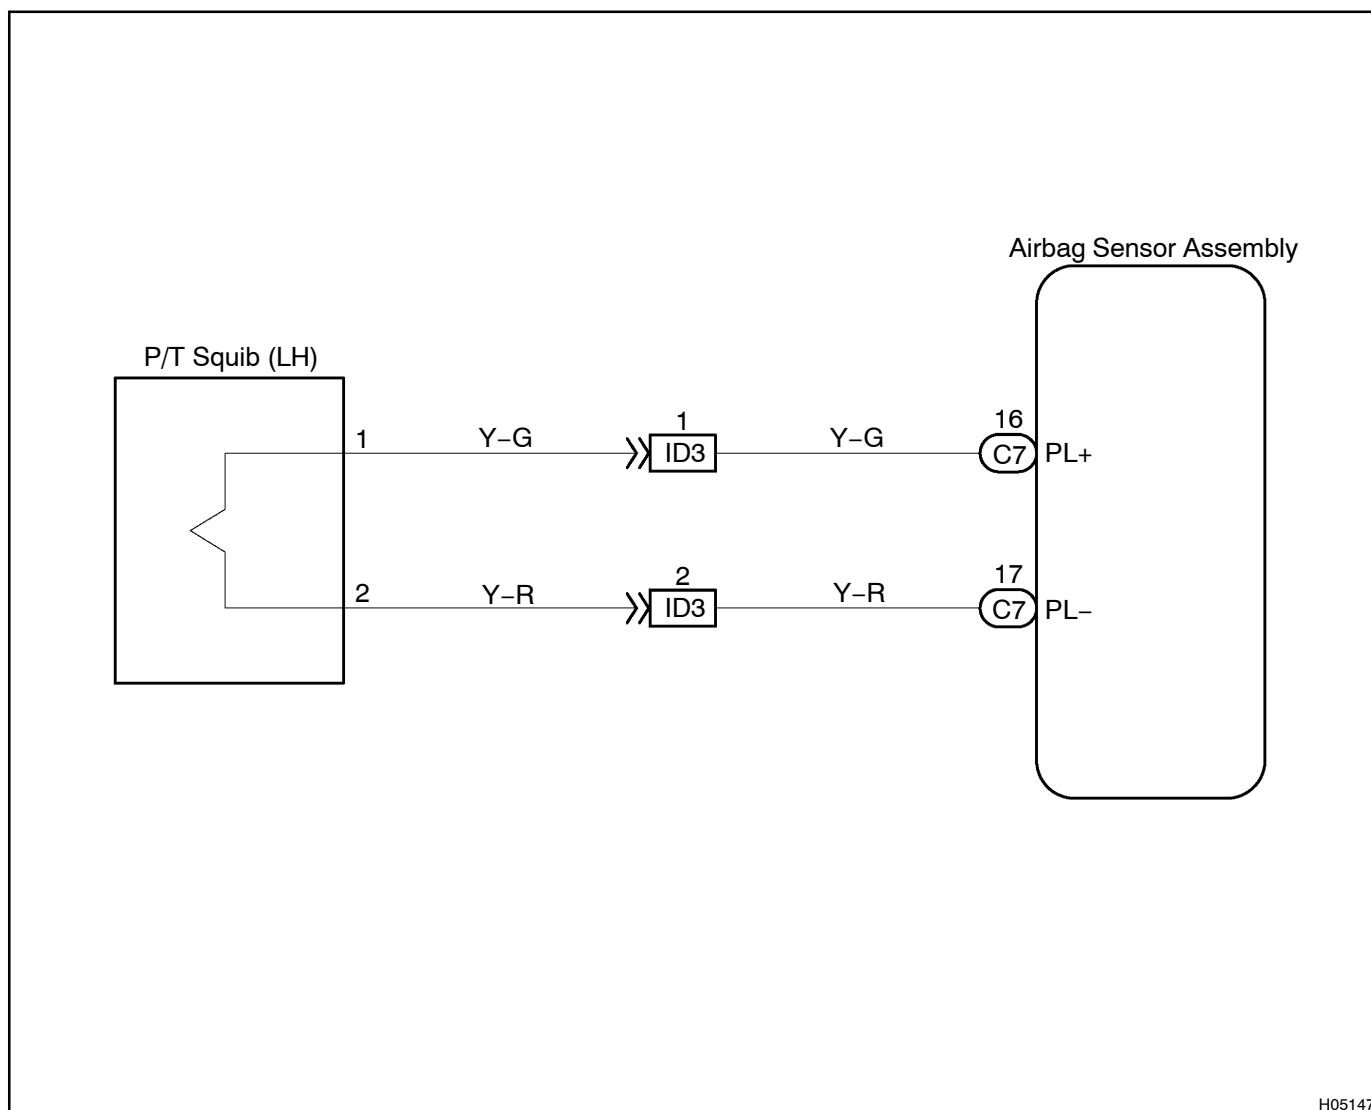 Airbag Sensor Assembly
P/T Squib (LH)
1 Y–G 1 ID3 Y–G 16 C7 PL+
2 Y–R 2 ID3 Y–R 17 C7 PL–
H05147